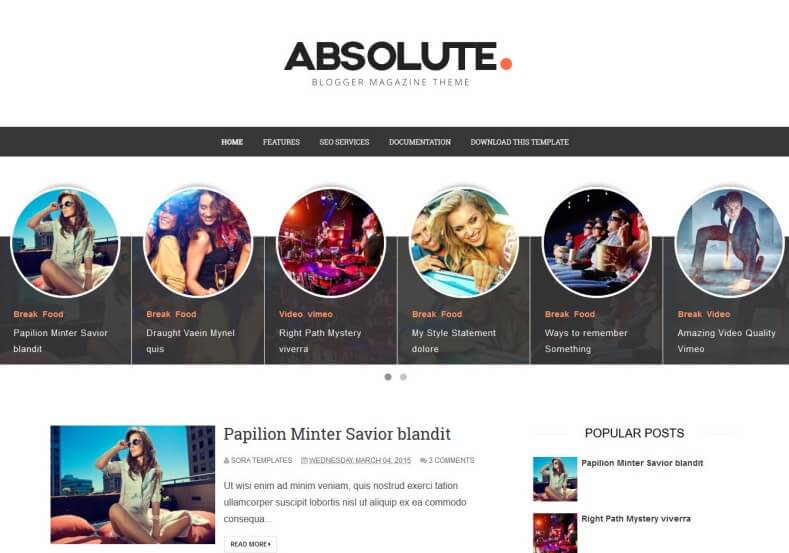 ABSOLUTE.
BLOGGER MAGAZINE THEME
HOME FEATURES SEO SERVICES DOCUMENTATION DOWNLOAD THIS TEMPLATE
Break Food
Papilion Minter Savior
blandit
Break Food
Draught Vaein Mynel
quis
Video vimeo
Right Path Mystery
viverra
Break Food
My Style Statement
dolore
Break Food
Ways to remember
Something
Break Video
Amazing Video Quality
Vimeo
Papilion Minter Savior blandit
SORA TEMPLATES WEDNESDAY, MARCH 04, 2015 3 COMMENTS
Ut wisi enim ad minim veniam, quis nostrud exerci tation
ullamcorper suscipit lobortis nisl ut aliquip ex ea commodo
consequa...
READ MORE
POPULAR POSTS
Papilion Minter Savior blandit
Right Path Mystery viverra